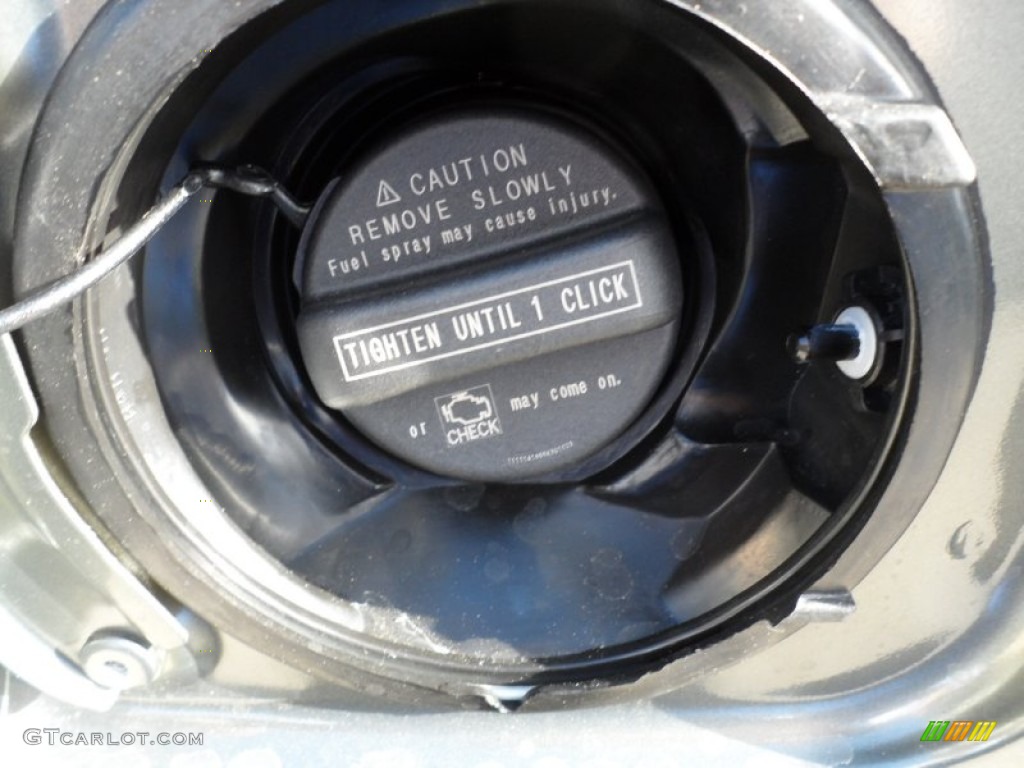 CAUTION
REMOVE SLOWLY
Fuel spray may cause injury.
TIGHTEN UNTIL 1 CLICK
or CHECK may come on.
GTCARLOT.COM